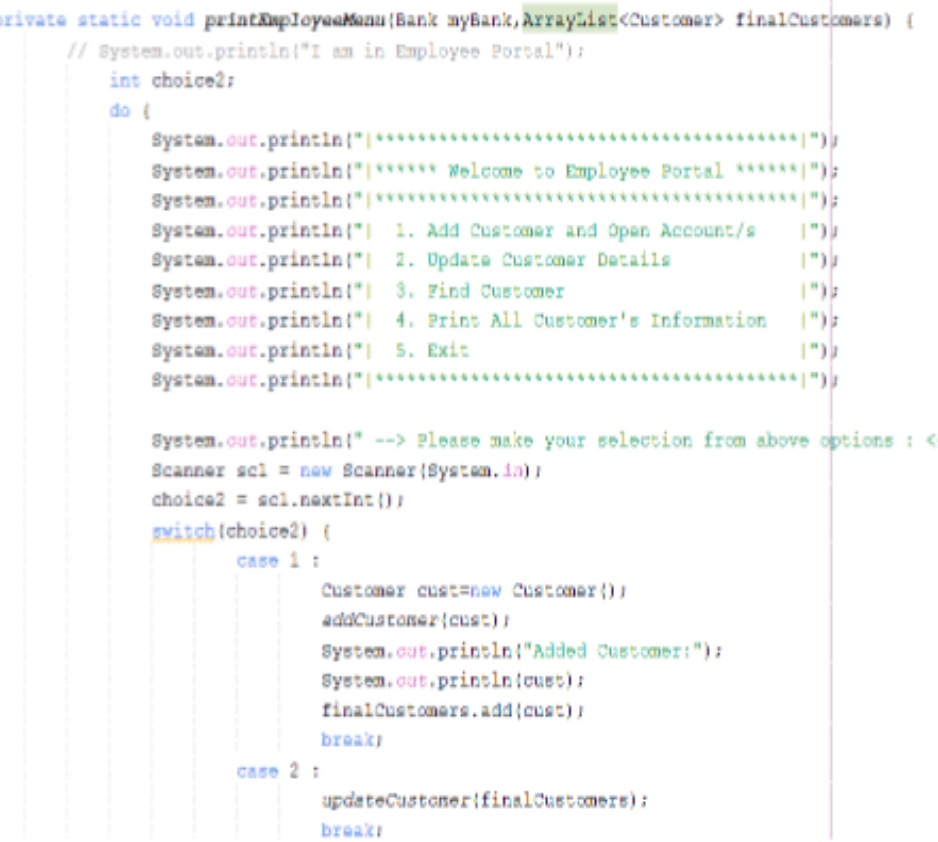 private static void printEmployeeMenu(Bank myBank,ArrayList<Customer> finalCustomers) {
// System.out.println("I am in Employee Portal");
int choice2;
do {
System.out.println("|****************************************|");
System.out.println("|****** Welcome to Employee Portal ******|");
System.out.println("|****************************************|");
System.out.println("|  1. Add Customer and Open Account/s    |");
System.out.println("|  2. Update Customer Details            |");
System.out.println("|  3. Find Customer                      |");
System.out.println("|  4. Print All Customer's Information   |");
System.out.println("|  5. Exit                               |");
System.out.println("|****************************************|");
System.out.println(" --> Please make your selection from above options : <
Scanner sc1 = new Scanner(System.in);
choice2 = sc1.nextInt();
switch(choice2) {
case 1 :
Customer cust=new Customer();
addCustomer(cust);
System.out.println("Added Customer:");
System.out.println(cust);
finalCustomers.add(cust);
break;
case 2 :
updateCustomer(finalCustomers);
break;